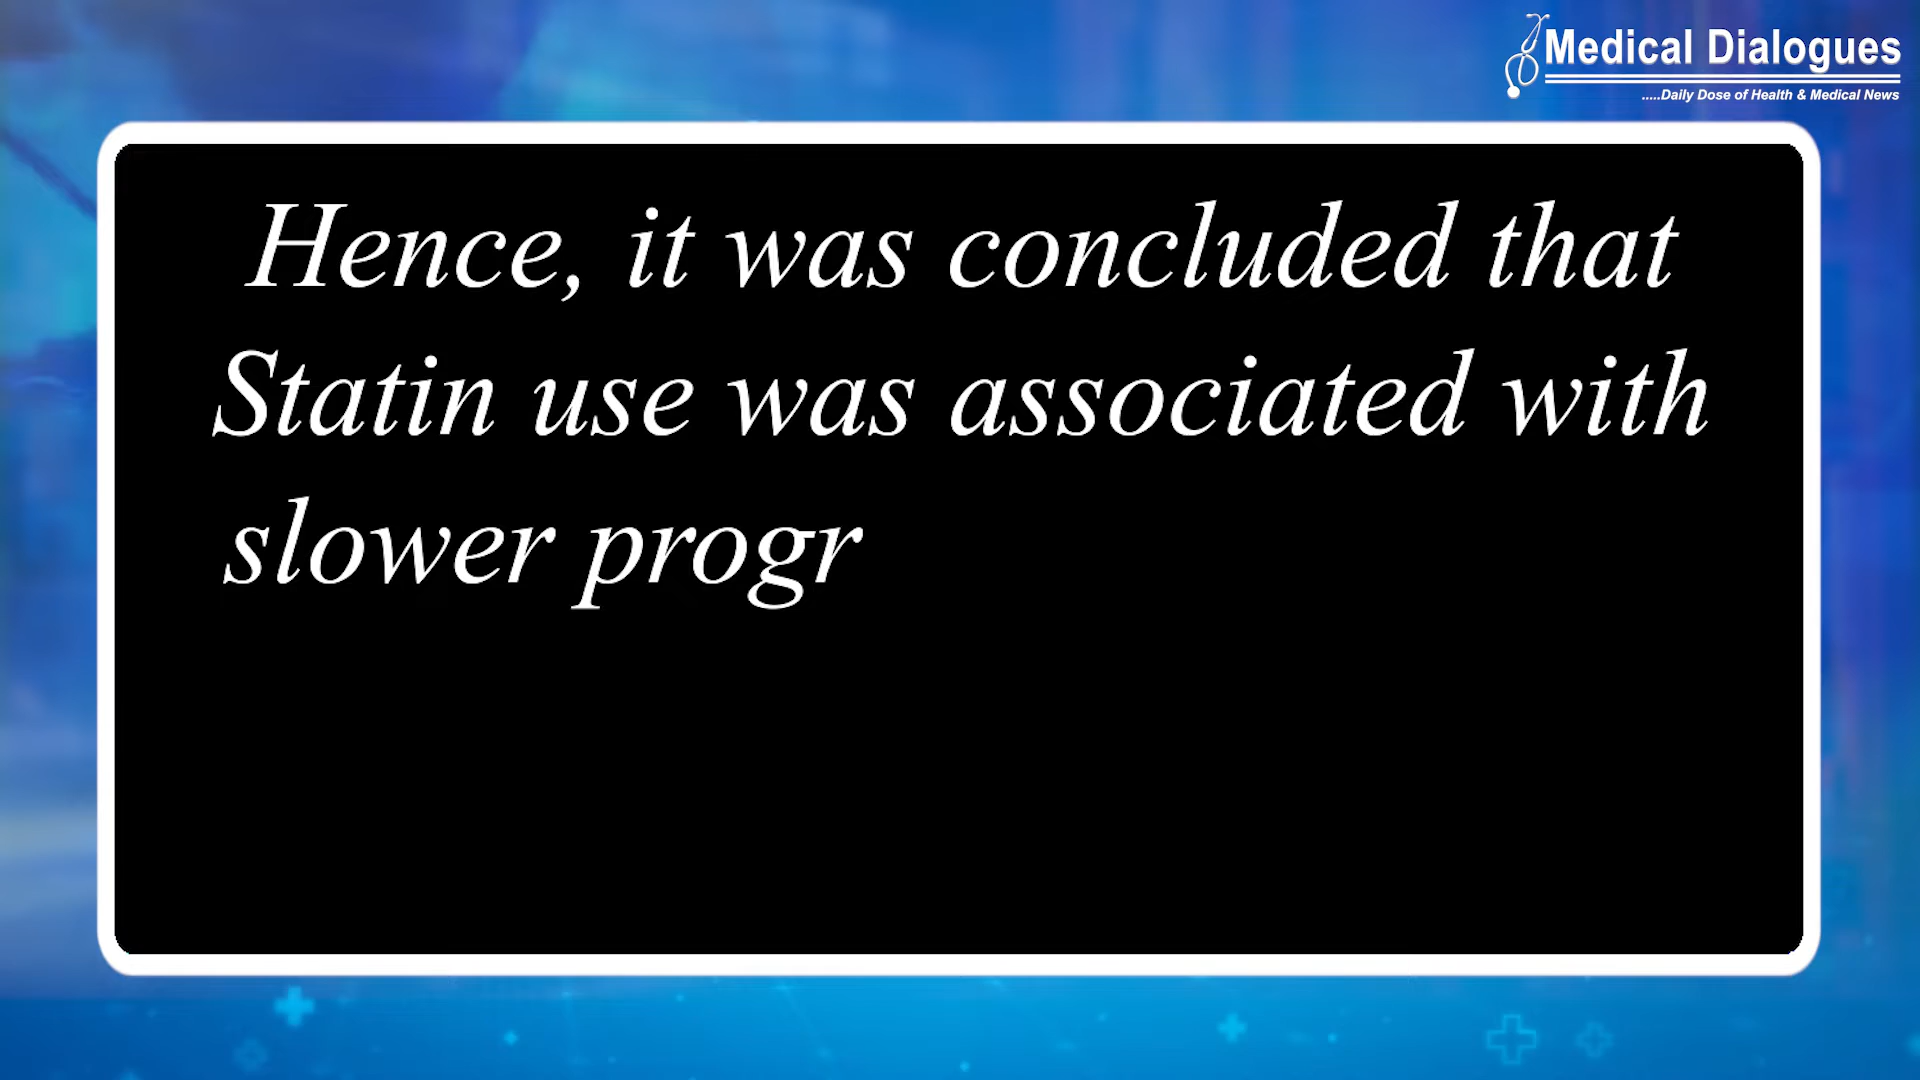 Medical Dialogues
.....Daily Dose of Health & Medical News
Hence, it was concluded that
Statin use was associated with
slower progr